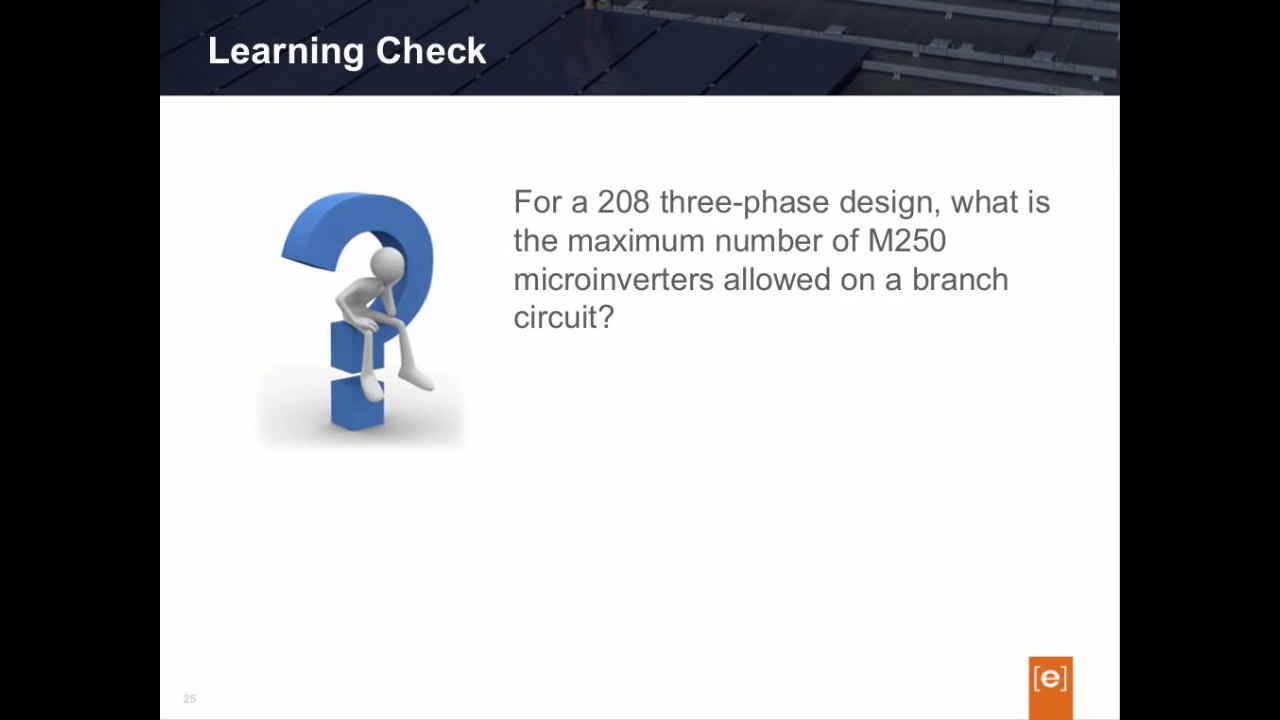 Learning Check
For a 208 three-phase design, what is
the maximum number of M250
microinverters allowed on a branch
circuit?
25
[e]